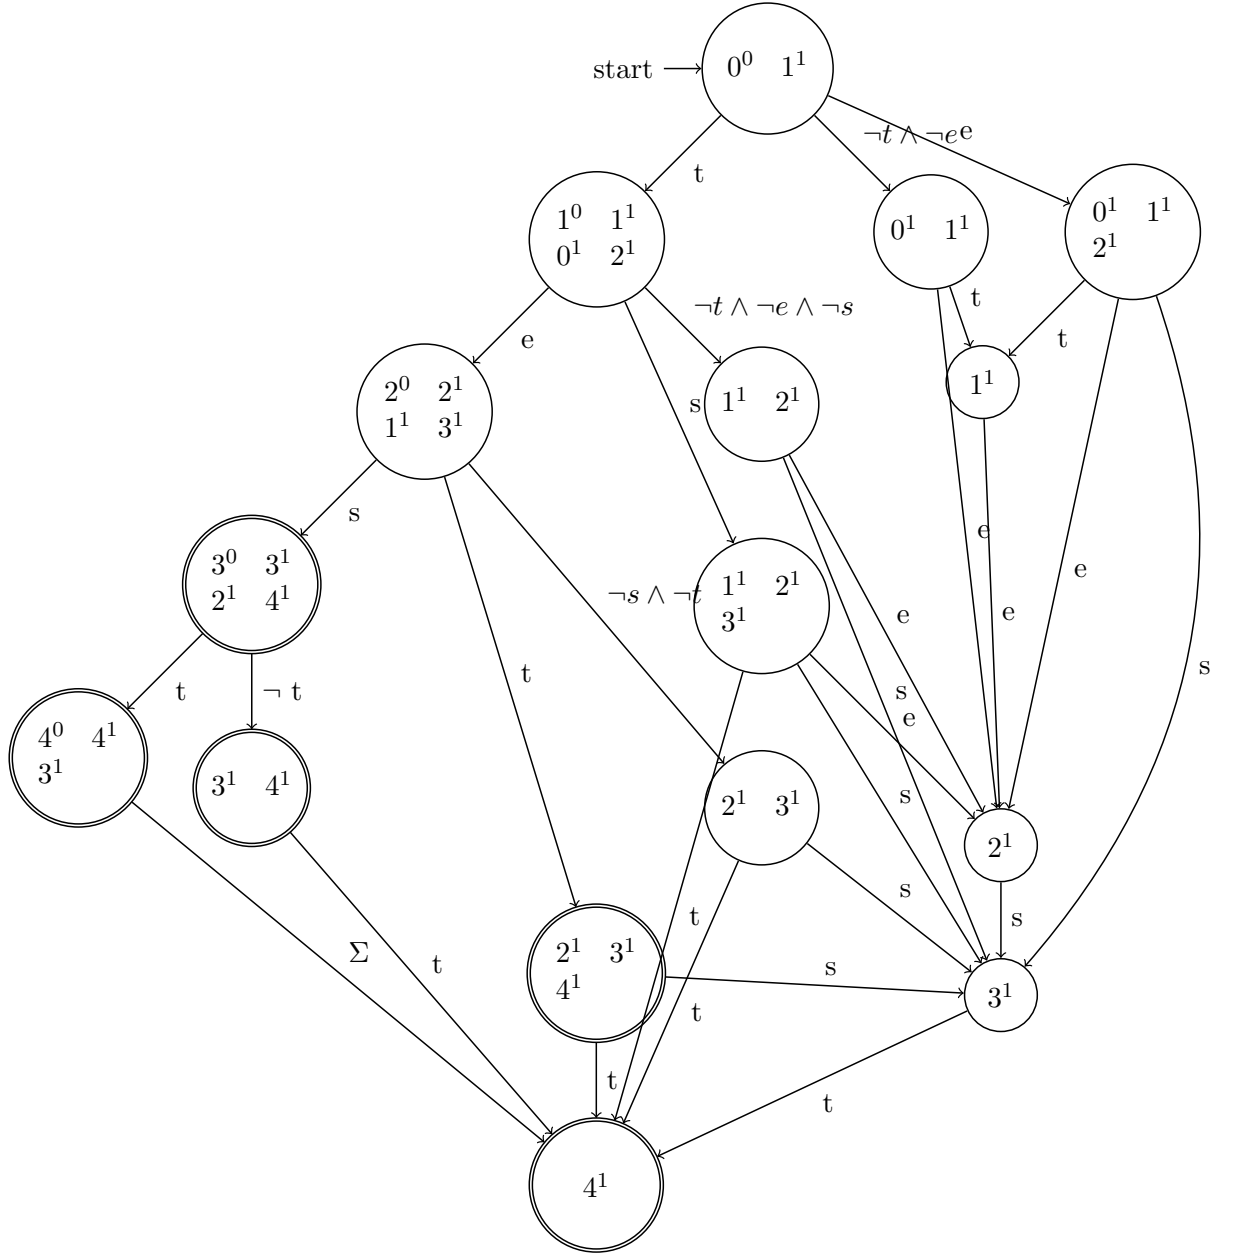 start
0⁰ 1¹
¬t ∧ ¬e
e
t
1⁰ 1¹
0¹ 2¹
0¹ 1¹
0¹ 1¹
2¹
t
¬t ∧ ¬e ∧ ¬s
e
t
2⁰ 2¹
1¹ 3¹
s
1¹ 2¹
1¹
s
3⁰ 3¹
2¹ 4¹
e
e
¬s ∧ ¬t
1¹ 2¹
3¹
e
e
s
t
t
¬ t
s
e
4⁰ 4¹
3¹
3¹ 4¹
s
2¹ 3¹
2¹
s
t
s
Σ
t
2¹ 3¹
4¹
s
3¹
t
t
t
4¹